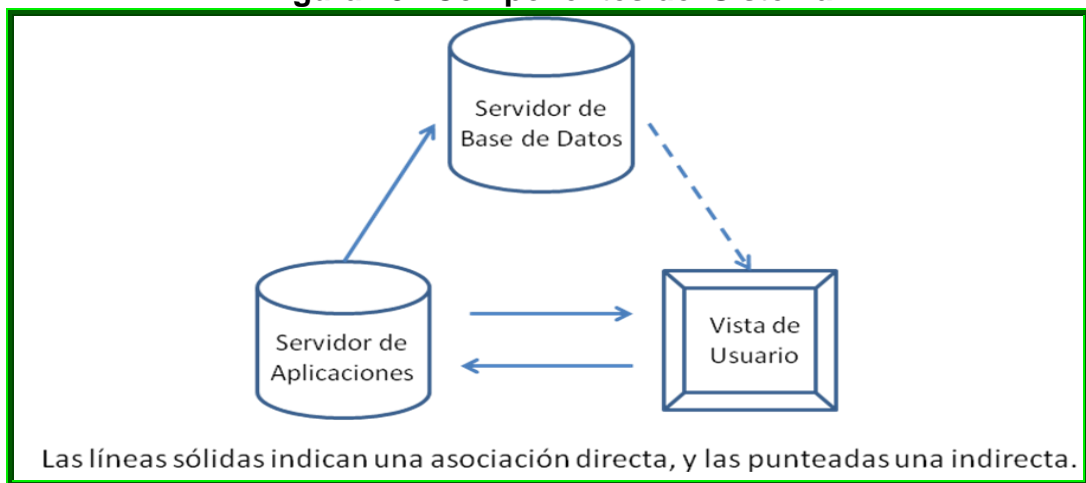 Servidor de
Base de Datos
Servidor de
Aplicaciones
Vista de
Usuario
Las líneas sólidas indican una asociación directa, y las punteadas una indirecta.